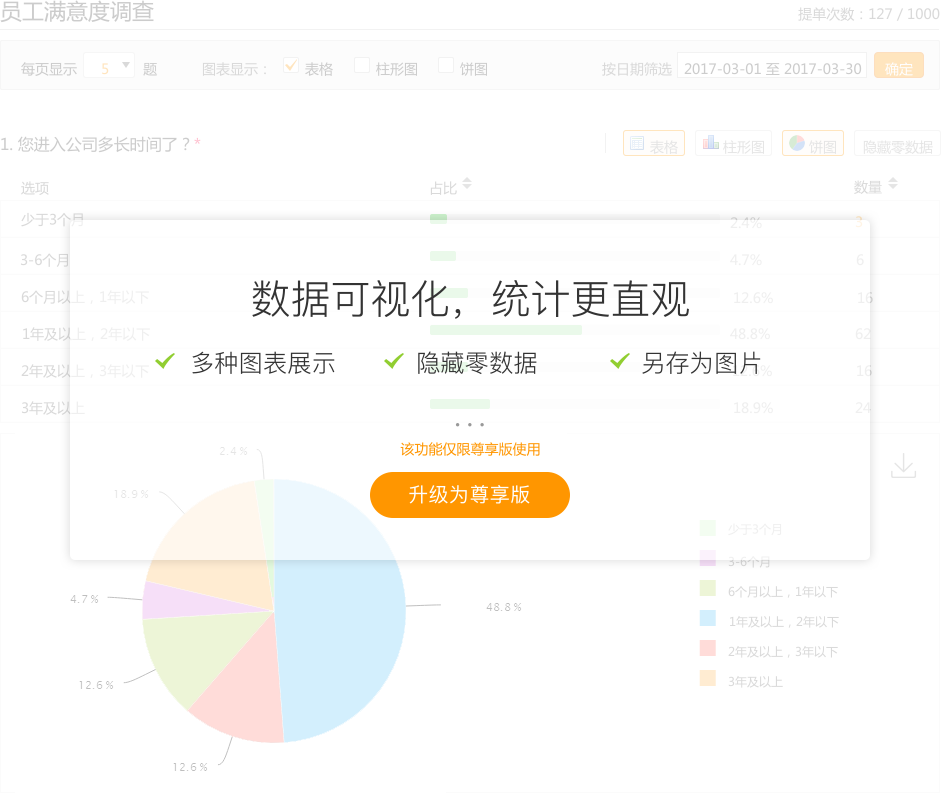 员工满意度调查
提单次数：127 / 1000
每页显示 5 题 图表显示： 表格 柱形图 饼图 按日期筛选 2017-03-01 至 2017-03-30 确定
1. 您进入公司多长时间了？* 表格 柱形图 饼图 隐藏零数据
选项 占比 数量
少于3个月 2.4% 3
3-6个月 4.7% 6
6个月以上，1年以下 12.6% 16
1年及以上，2年以下 48.8% 62
2年及以上，3年以下 12.6% 16
3年及以上 18.9% 24
数据可视化，统计更直观
多种图表展示 隐藏零数据 另存为图片
...
该功能仅限尊享版使用
升级为尊享版
2.4%
18.9%
4.7%
12.6%
12.6%
48.8%
少于3个月
3-6个月
6个月以上，1年以下
1年及以上，2年以下
2年及以上，3年以下
3年及以上